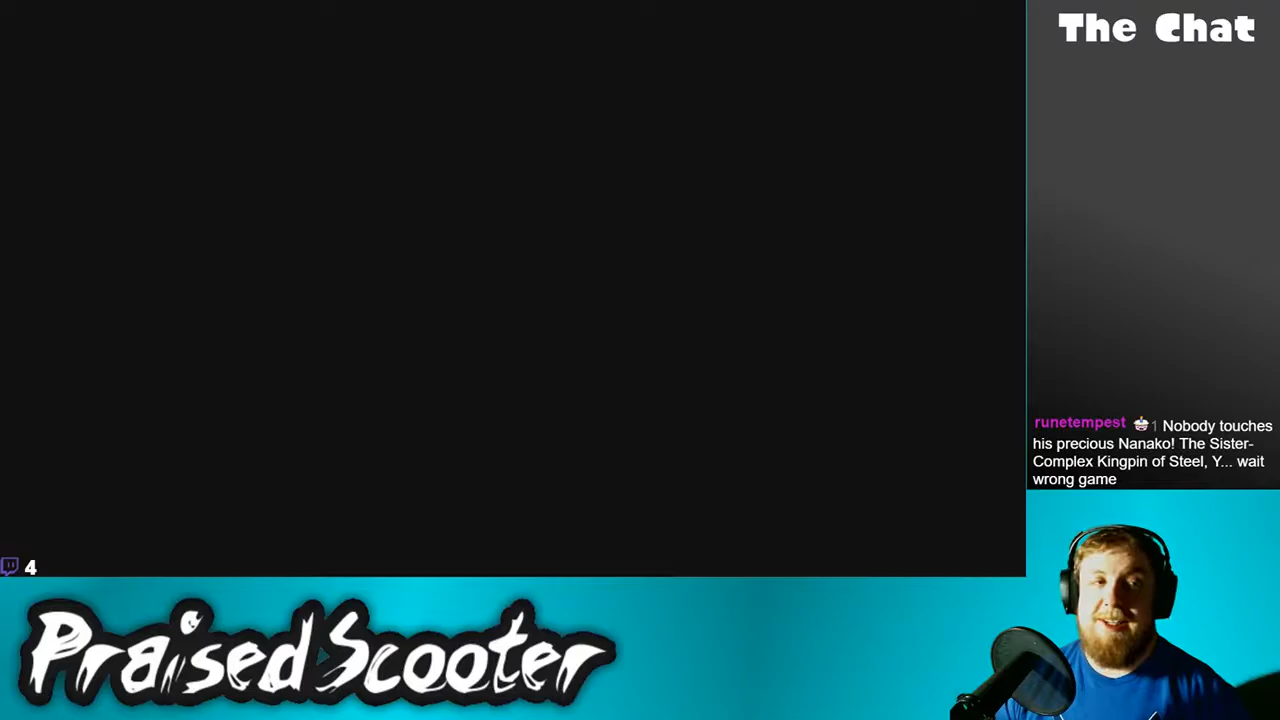 The Chat
runetempest 1 Nobody touches
his precious Nanako! The Sister-
Complex Kingpin of Steel, Y... wait
wrong game
4
PraisedScooter